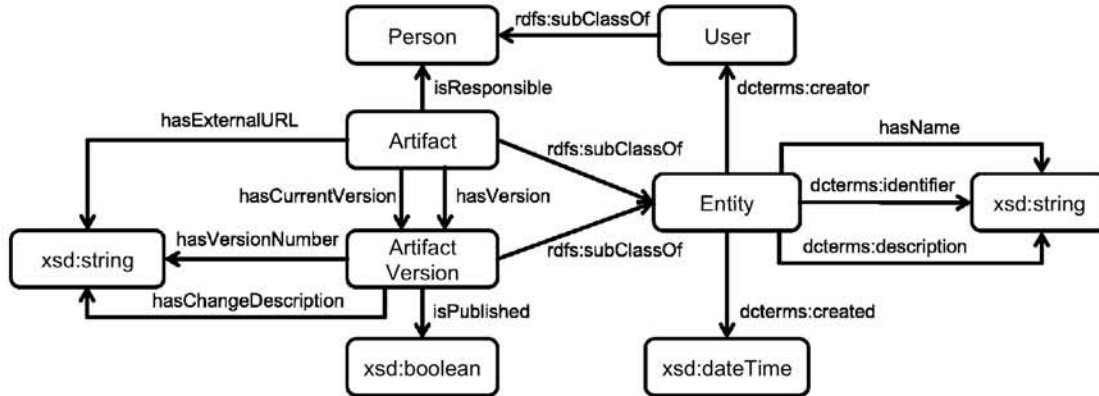 rdfs:subClassOf
Person
User
isResponsible
dcterms:creator
hasExternalURL
Artifact
rdfs:subClassOf
hasName
hasCurrentVersion
hasVersion
Entity
dcterms:identifier
xsd:string
hasVersionNumber
Artifact
Version
rdfs:subClassOf
dcterms:description
xsd:string
hasChangeDescription
isPublished
dcterms:created
xsd:boolean
xsd:dateTime